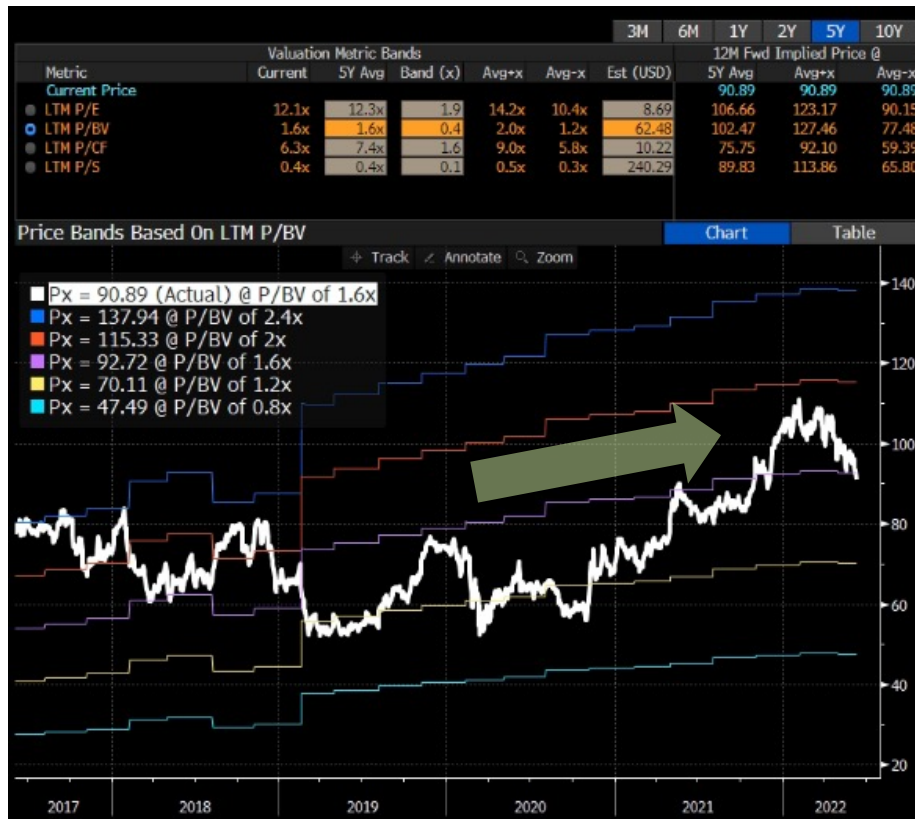 3M 6M 1Y 2Y 5Y 10Y
Valuation Metric Bands 12M Fwd Implied Price @
Metric Current 5Y Avg Band (x) Avg+x Avg-x Est (USD) 5Y Avg Avg+x Avg-x
Current Price 90.89 90.89 90.89
LTM P/E 12.1x 12.3x 1.9 14.2x 10.4x 8.69 106.66 123.17 90.15
LTM P/BV 1.6x 1.6x 0.4 2.0x 1.2x 62.48 102.47 127.46 77.48
LTM P/CF 6.3x 7.4x 1.6 9.0x 5.8x 10.22 75.75 92.10 59.39
LTM P/S 0.4x 0.4x 0.1 0.5x 0.3x 240.29 89.83 113.86 65.80
Price Bands Based On LTM P/BV Chart Table
Track Annotate Zoom
Px = 90.89 (Actual) @ P/BV of 1.6x
Px = 137.94 @ P/BV of 2.4x
Px = 115.33 @ P/BV of 2x
Px = 92.72 @ P/BV of 1.6x
Px = 70.11 @ P/BV of 1.2x
Px = 47.49 @ P/BV of 0.8x
140
120
100
80
60
40
20
2017 2018 2019 2020 2021 2022